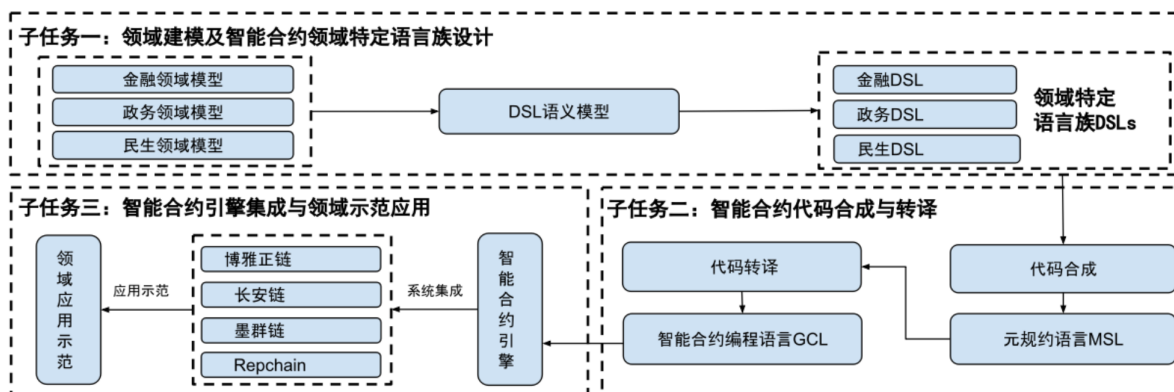 子任务一：领域建模及智能合约领域特定语言族设计
金融领域模型
政务领域模型
民生领域模型
DSL语义模型
金融DSL
政务DSL
民生DSL
领域特定
语言族DSLs
子任务三：智能合约引擎集成与领域示范应用
领域应用示范
应用示范
博雅正链
长安链
墨群链
Repchain
系统集成
智能合约引擎
子任务二：智能合约代码合成与转译
代码转译
智能合约编程语言GCL
代码合成
元规约语言MSL